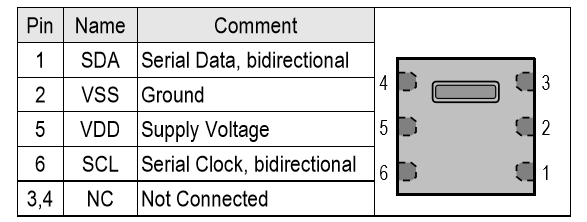 Pin Name Comment
1 SDA Serial Data, bidirectional
2 VSS Ground
5 VDD Supply Voltage
6 SCL Serial Clock, bidirectional
3,4 NC Not Connected
4 3
5 2
6 1